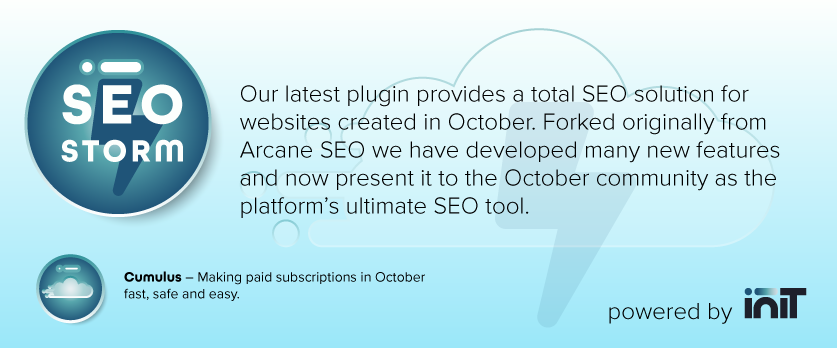 SEO
STORM
Our latest plugin provides a total SEO solution for
websites created in October. Forked originally from
Arcane SEO we have developed many new features
and now present it to the October community as the
platform’s ultimate SEO tool.
Cumulus – Making paid subscriptions in October
fast, safe and easy.
powered by iniT